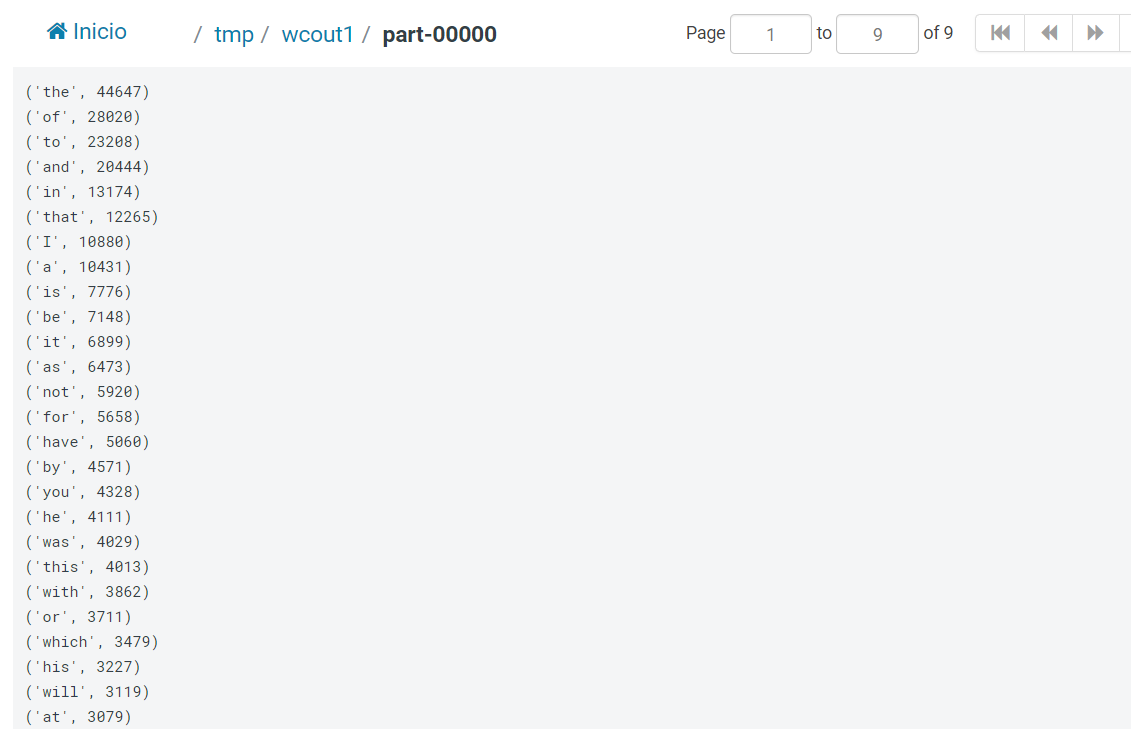 Inicio / tmp / wcout1 / part-00000 Page 1 to 9 of 9
('the', 44647)
('of', 28020)
('to', 23208)
('and', 20444)
('in', 13174)
('that', 12265)
('I', 10880)
('a', 10431)
('is', 7776)
('be', 7148)
('it', 6899)
('as', 6473)
('not', 5920)
('for', 5658)
('have', 5060)
('by', 4571)
('you', 4328)
('he', 4111)
('was', 4029)
('this', 4013)
('with', 3862)
('or', 3711)
('which', 3479)
('his', 3227)
('will', 3119)
('at', 3079)